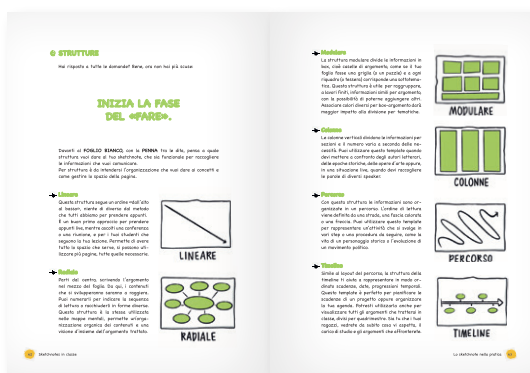 STRUTTURE
Hai risposto a tutte le domande? Bene, ora non hai più scuse:
INIZIA LA FASE
DEL «FARE».
Davanti al FOGLIO BIANCO, con la PENNA tra le dita, pensa a quale
struttura vuoi dare al tuo sketchnote, che sia funzionale per raccogliere
le informazioni che vuoi comunicare.
Per struttura è da intendersi l'organizzazione che vuoi dare ai concetti e
come gestire lo spazio della pagina.
Lineare
Questa struttura segue un ordine «dall'alto
al basso», niente di diverso dal metodo
che tutti abbiamo per prendere appunti.
È un buon primo approccio per prendere
appunti live, mentre ascolti una conferenza
o una riunione, e per i tuoi studenti che
seguono la tua lezione. Permette di avere
tutto lo spazio che serve, si possono uti-
lizzare più pagine, tutte quelle necessarie.
LINEARE
Radiale
Parti dal centro, scrivendo l'argomento
nel mezzo del foglio. Da qui, i contenuti
che si svilupperanno saranno a raggiera.
Puoi numerarli per indicare la sequenza
di lettura o racchiuderli in forme diverse.
Questa struttura è la stessa utilizzata
nelle mappe mentali, permette un'orga-
nizzazione organica dei contenuti e una
visione d'insieme dell'argomento trattato.
RADIALE
Sketchnotes in classe
Modulare
La struttura modulare divide le informazioni in
box, cioè caselle di argomento, come se il tuo
foglio fosse una griglia (o un puzzle) e a ogni
riquadro (o tessera) corrisponde una sottotema-
tica. Questa struttura è utile per raggruppare,
a lavori finiti, informazioni simili per argomento
con la possibilità di poterne aggiungere altri.
Associare colori diversi per box-argomento darà
maggior impatto alla divisione per tematiche.
MODULARE
Colonne
Le colonne verticali dividono le informazioni per
sezioni e il numero varia a seconda delle ne-
cessità. Puoi utilizzare questo template quando
devi mettere a confronto degli autori letterari,
delle epoche storiche, delle opere d'arte oppure,
in una situazione live, quando devi raccogliere
le parole di diversi speaker.
COLONNE
Percorso
Con questa struttura le informazioni sono or-
ganizzate in un percorso. L'ordine di lettura
viene definito da una strada, una fascia colorata
o una freccia. Puoi utilizzare questo template
per rappresentare un'attività che si svolge in
vari step o una procedura da seguire, come la
vita di un personaggio storico o l'evoluzione di
un movimento politico.
PERCORSO
Timeline
Simile al layout del percorso, la struttura della
timeline ti aiuta a rappresentare in modo or-
dinato scadenze, date, progressioni temporali.
Questo template è perfetto per pianificare le
scadenze di un progetto oppure organizzare
la tua agenda. Potresti utilizzarlo anche per
visualizzare tutti gli argomenti che tratterai in
classe, divisi per quadrimestre. Sia tu che i tuoi
ragazzi, vedrete da subito cosa vi aspetta, il
carico di studio e gli argomenti che affronterete.
TIMELINE
Lo sketchnote nella pratica